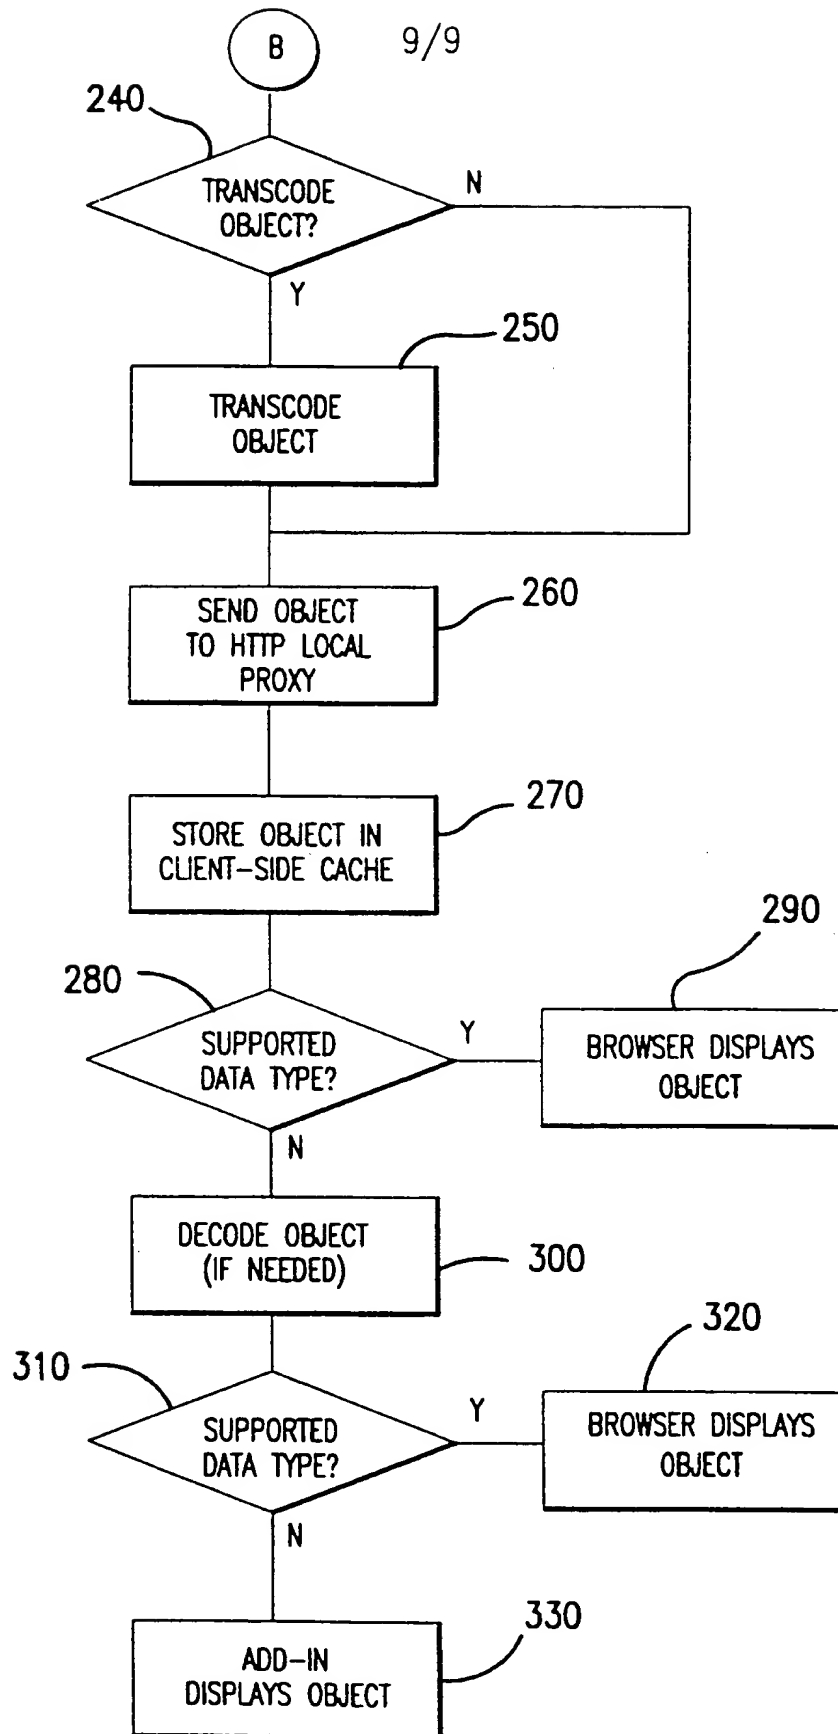 B
9/9
240
TRANSCODE
OBJECT?
N
Y
250
TRANSCODE
OBJECT
260
SEND OBJECT
TO HTTP LOCAL
PROXY
270
STORE OBJECT IN
CLIENT-SIDE CACHE
280
SUPPORTED
DATA TYPE?
Y
N
290
BROWSER DISPLAYS
OBJECT
DECODE OBJECT
(IF NEEDED)
300
310
SUPPORTED
DATA TYPE?
Y
N
320
BROWSER DISPLAYS
OBJECT
330
ADD-IN
DISPLAYS OBJECT